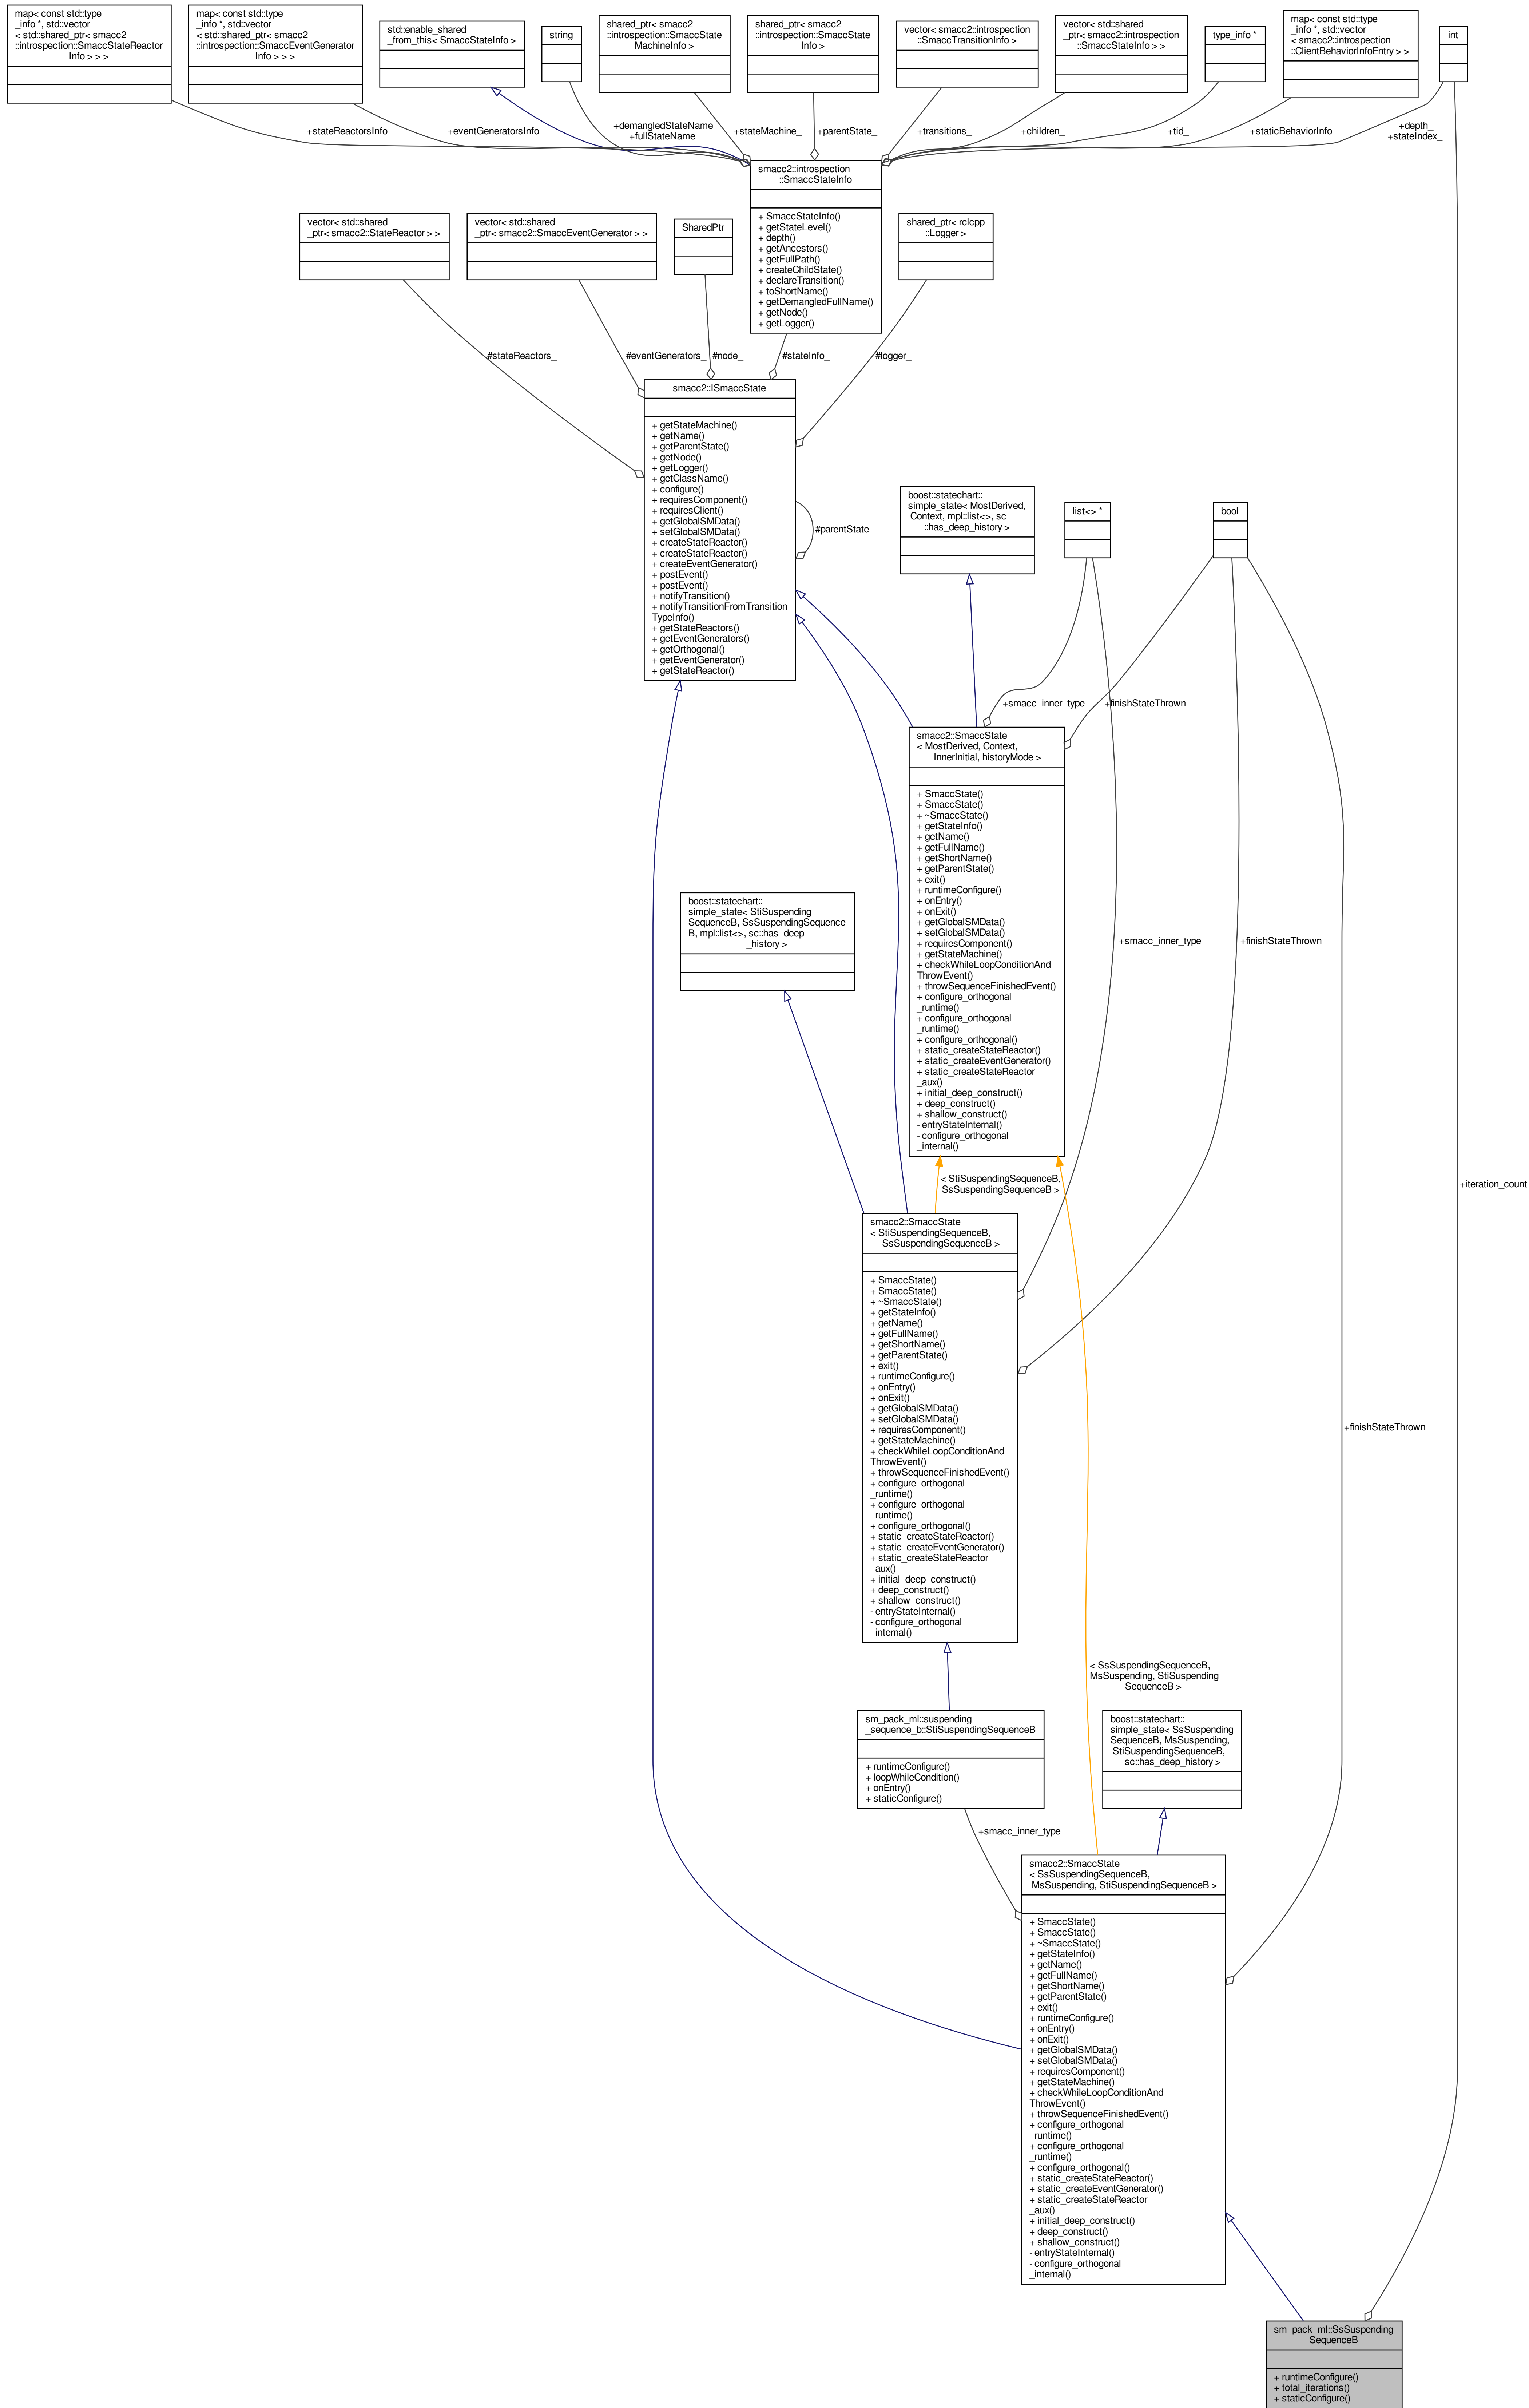 map< const std::type
_info *, std::vector
< std::shared_ptr< smacc2
::introspection::SmaccStateReactor
Info > > >
map< const std::type
_info *, std::vector
< std::shared_ptr< smacc2
::introspection::SmaccEventGenerator
Info > > >
std::enable_shared
_from_this< SmaccStateInfo >
string
shared_ptr< smacc2
::introspection::SmaccState
MachineInfo >
shared_ptr< smacc2
::introspection::SmaccState
Info >
vector< smacc2::introspection
::SmaccTransitionInfo >
vector< std::shared
_ptr< smacc2::introspection
::SmaccStateInfo > >
type_info *
map< const std::type
_info *, std::vector
< smacc2::introspection
::ClientBehaviorInfoEntry > >
int
+stateReactorsInfo
+eventGeneratorsInfo
+demangledStateName
+fullStateName
+stateMachine_
+parentState_
+transitions_
+children_
+tid_
+staticBehaviorInfo
+depth_
+stateIndex_
smacc2::introspection
::SmaccStateInfo
+ SmaccStateInfo()
+ getStateLevel()
+ depth()
+ getAncestors()
+ getFullPath()
+ createChildState()
+ declareTransition()
+ toShortName()
+ getDemangledFullName()
+ getNode()
+ getLogger()
vector< std::shared
_ptr< smacc2::StateReactor > >
vector< std::shared
_ptr< smacc2::SmaccEventGenerator > >
SharedPtr
shared_ptr< rclcpp
::Logger >
#stateReactors_
#eventGenerators_
#node_
#stateInfo_
#logger_
smacc2::ISmaccState
+ getStateMachine()
+ getName()
+ getParentState()
+ getNode()
+ getLogger()
+ getClassName()
+ configure()
+ requiresComponent()
+ requiresClient()
+ getGlobalSMData()
+ setGlobalSMData()
+ createStateReactor()
+ createStateReactor()
+ createEventGenerator()
+ postEvent()
+ postEvent()
+ notifyTransition()
+ notifyTransitionFromTransition
TypeInfo()
+ getStateReactors()
+ getEventGenerators()
+ getOrthogonal()
+ getEventGenerator()
+ getStateReactor()
#parentState_
boost::statechart::
simple_state< MostDerived,
Context, mpl::list<>, sc
::has_deep_history >
list<> *
bool
+smacc_inner_type
+finishStateThrown
smacc2::SmaccState
< MostDerived, Context,
InnerInitial, historyMode >
+ SmaccState()
+ SmaccState()
+ ~SmaccState()
+ getStateInfo()
+ getName()
+ getFullName()
+ getShortName()
+ getParentState()
+ exit()
+ runtimeConfigure()
+ onEntry()
+ onExit()
+ getGlobalSMData()
+ setGlobalSMData()
+ requiresComponent()
+ getStateMachine()
+ checkWhileLoopConditionAnd
ThrowEvent()
+ throwSequenceFinishedEvent()
+ configure_orthogonal
_runtime()
+ configure_orthogonal
_runtime()
+ configure_orthogonal()
+ static_createStateReactor()
+ static_createEventGenerator()
+ static_createStateReactor
_aux()
+ initial_deep_construct()
+ deep_construct()
+ shallow_construct()
- entryStateInternal()
- configure_orthogonal
_internal()
boost::statechart::
simple_state< StiSuspending
SequenceB, SsSuspendingSequence
B, mpl::list<>, sc::has_deep
_history >
+smacc_inner_type
+finishStateThrown
< StiSuspendingSequenceB,
SsSuspendingSequenceB >
+iteration_count
smacc2::SmaccState
< StiSuspendingSequenceB,
SsSuspendingSequenceB >
+ SmaccState()
+ SmaccState()
+ ~SmaccState()
+ getStateInfo()
+ getName()
+ getFullName()
+ getShortName()
+ getParentState()
+ exit()
+ runtimeConfigure()
+ onEntry()
+ onExit()
+ getGlobalSMData()
+ setGlobalSMData()
+ requiresComponent()
+ getStateMachine()
+ checkWhileLoopConditionAnd
ThrowEvent()
+ throwSequenceFinishedEvent()
+ configure_orthogonal
_runtime()
+ configure_orthogonal
_runtime()
+ configure_orthogonal()
+ static_createStateReactor()
+ static_createEventGenerator()
+ static_createStateReactor
_aux()
+ initial_deep_construct()
+ deep_construct()
+ shallow_construct()
- entryStateInternal()
- configure_orthogonal
_internal()
+finishStateThrown
< SsSuspendingSequenceB,
MsSuspending, StiSuspending
SequenceB >
sm_pack_ml::suspending
_sequence_b::StiSuspendingSequenceB
+ runtimeConfigure()
+ loopWhileCondition()
+ onEntry()
+ staticConfigure()
boost::statechart::
simple_state< SsSuspending
SequenceB, MsSuspending,
StiSuspendingSequenceB,
sc::has_deep_history >
+smacc_inner_type
smacc2::SmaccState
< SsSuspendingSequenceB,
MsSuspending, StiSuspendingSequenceB >
+ SmaccState()
+ SmaccState()
+ ~SmaccState()
+ getStateInfo()
+ getName()
+ getFullName()
+ getShortName()
+ getParentState()
+ exit()
+ runtimeConfigure()
+ onEntry()
+ onExit()
+ getGlobalSMData()
+ setGlobalSMData()
+ requiresComponent()
+ getStateMachine()
+ checkWhileLoopConditionAnd
ThrowEvent()
+ throwSequenceFinishedEvent()
+ configure_orthogonal
_runtime()
+ configure_orthogonal
_runtime()
+ configure_orthogonal()
+ static_createStateReactor()
+ static_createEventGenerator()
+ static_createStateReactor
_aux()
+ initial_deep_construct()
+ deep_construct()
+ shallow_construct()
- entryStateInternal()
- configure_orthogonal
_internal()
sm_pack_ml::SsSuspending
SequenceB
+ runtimeConfigure()
+ total_iterations()
+ staticConfigure()